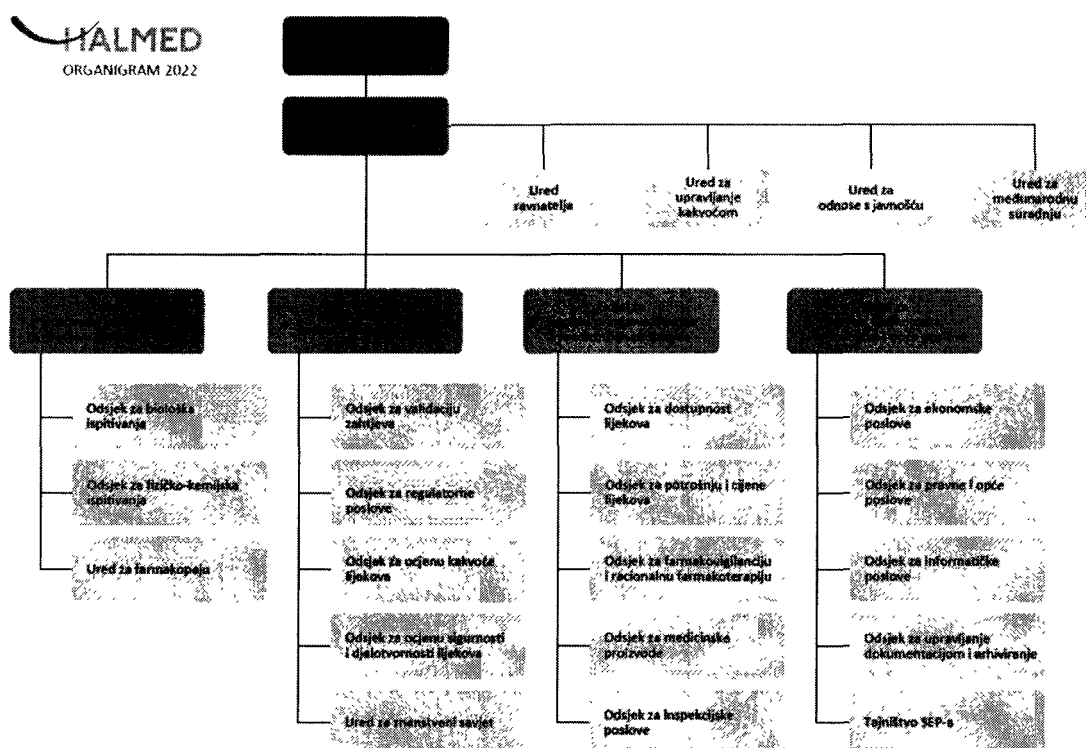 HALMED
ORGANIGRAM 2022
Ured
ravnatelja
Ured za
upravljanje
kakvoćom
Ured za
odnose s javnošću
Ured za
međunarodnu
suradnju
Odsjek za biološka
ispitivanja
Odsjek za fizičko-kemijska
ispitivanja
Ured za farmakopeju
Odsjek za validaciju
zahtjeva
Odsjek za regulatorne
poslove
Odsjek za ocjenu kakvoće
lijekova
Odsjek za ocjenu sigurnosti
i djelotvornosti lijekova
Ured za znanstveni savjet
Odsjek za dostupnost
lijekova
Odsjek za potrošnju i cijene
lijekova
Odsjek za farmakovigilanciju
i racionalnu farmakoterapiju
Odsjek za medicinske
proizvode
Odsjek za inspekcijske
poslove
Odsjek za ekonomske
poslove
Odsjek za pravne i opće
poslove
Odsjek za informatičke
poslove
Odsjek za upravljanje
dokumentacijom i arhiviranje
Tajništvo SEP-a